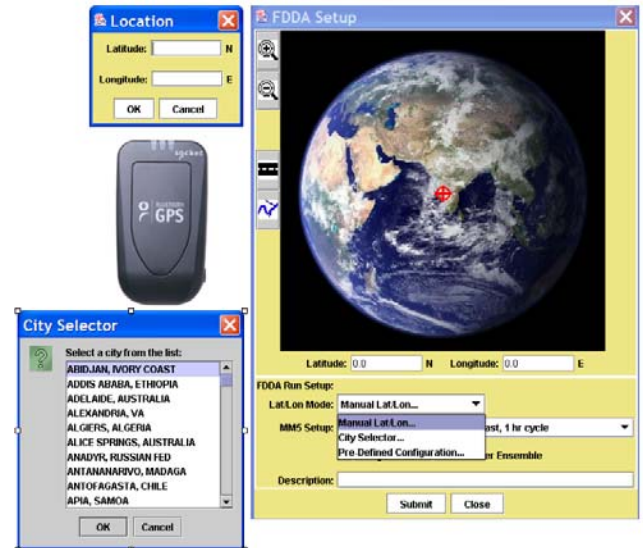 Location
Latitude: N
Longitude: E
OK Cancel
socket
BLUETOOTH
GPS
City Selector
Select a city from the list:
ABIDJAN, IVORY COAST
ADDIS ABABA, ETHIOPIA
ADELAIDE, AUSTRALIA
ALEXANDRIA, VA
ALGIERS, ALGERIA
ALICE SPRINGS, AUSTRALIA
ANADYR, RUSSIAN FED
ANTANANARIVO, MADAGA
ANTOFAGASTA, CHILE
APIA, SAMOA
OK Cancel
FDDA Setup
Latitude: 0.0 N Longitude: 0.0 E
FDDA Run Setup:
Lat/Lon Mode: Manual Lat/Lon...
Manual Lat/Lon...
MM5 Setup: ast, 1 hr cycle
City Selector...
Pre-Defined Configuration... er Ensemble
Description:
Submit Close